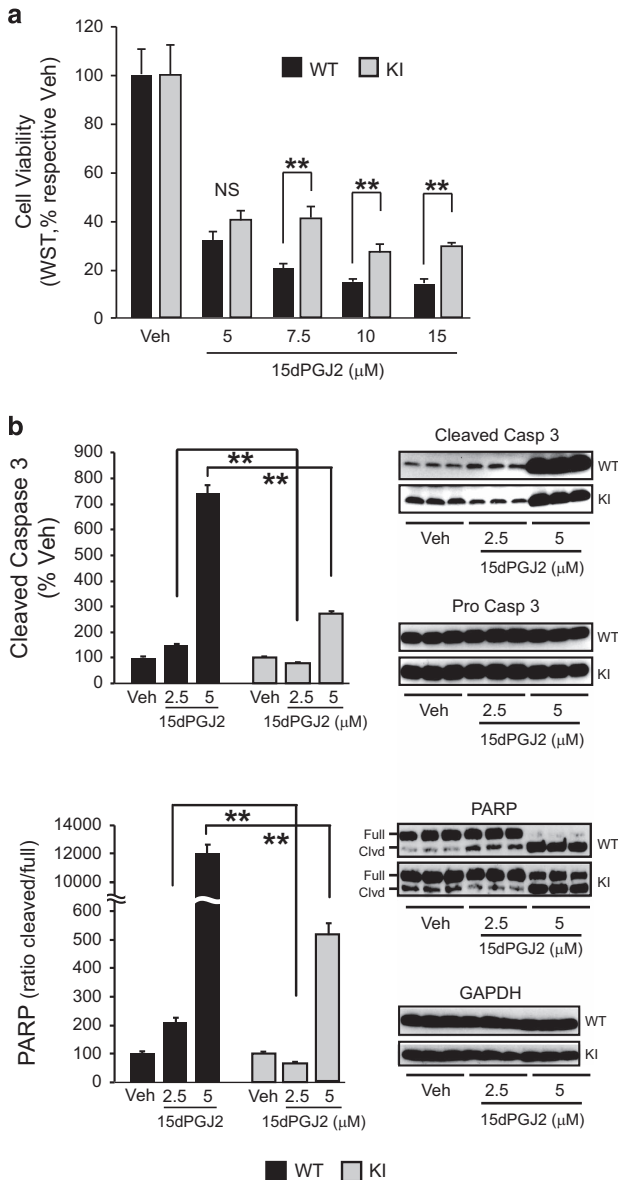 a
Cell Viability
(WST,% respective Veh)
120
100
80
60
40
20
0
WT KI
NS
**
**
**
Veh 5 7.5 10 15
15dPGJ2 (μM)
b
Cleaved Caspase 3
(% Veh)
900
800
700
600
500
400
300
200
100
0
**
**
Veh 2.5 5 Veh 2.5 5
15dPGJ2 15dPGJ2 (μM)
Cleaved Casp 3
WT
KI
Veh 2.5 5
15dPGJ2 (μM)
Pro Casp 3
WT
KI
Veh 2.5 5
15dPGJ2 (μM)
PARP (ratio cleaved/full)
14000
12000
10000
600
500
400
300
200
100
0
**
**
Veh 2.5 5 Veh 2.5 5
15dPGJ2 15dPGJ2 (μM)
PARP
Full
Clvd
WT
Full
Clvd
KI
Veh 2.5 5
15dPGJ2 (μM)
GAPDH
WT
KI
Veh 2.5 5
15dPGJ2 (μM)
WT KI